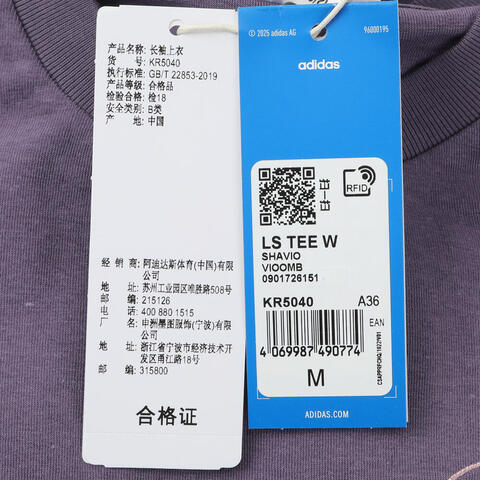 产品名称: 长袖上衣
货 号: KR5040
执行标准: GB/T 22853-2019
产品等级: 合格品
检验合格: 检18
安全类别: B类
产 地: 中国
经 销 商: 阿迪达斯体育(中国)有限
公司
地 址: 苏州工业园区唯胜路508号
邮 编: 215126
电 话: 400 880 1515
厂 名: 申洲墨图服饰(宁波)有限
公司
地 址: 浙江省宁波市经济技术开
发区甬江路18号
邮 编: 315800
合格证
© 2025 adidas AG
96000195
adidas
RFID
LS TEE W
SHAVIO
VIOOMB
0901726151
KR5040 A36
EAN
4 069987 490774
M
ADIDAS.COM